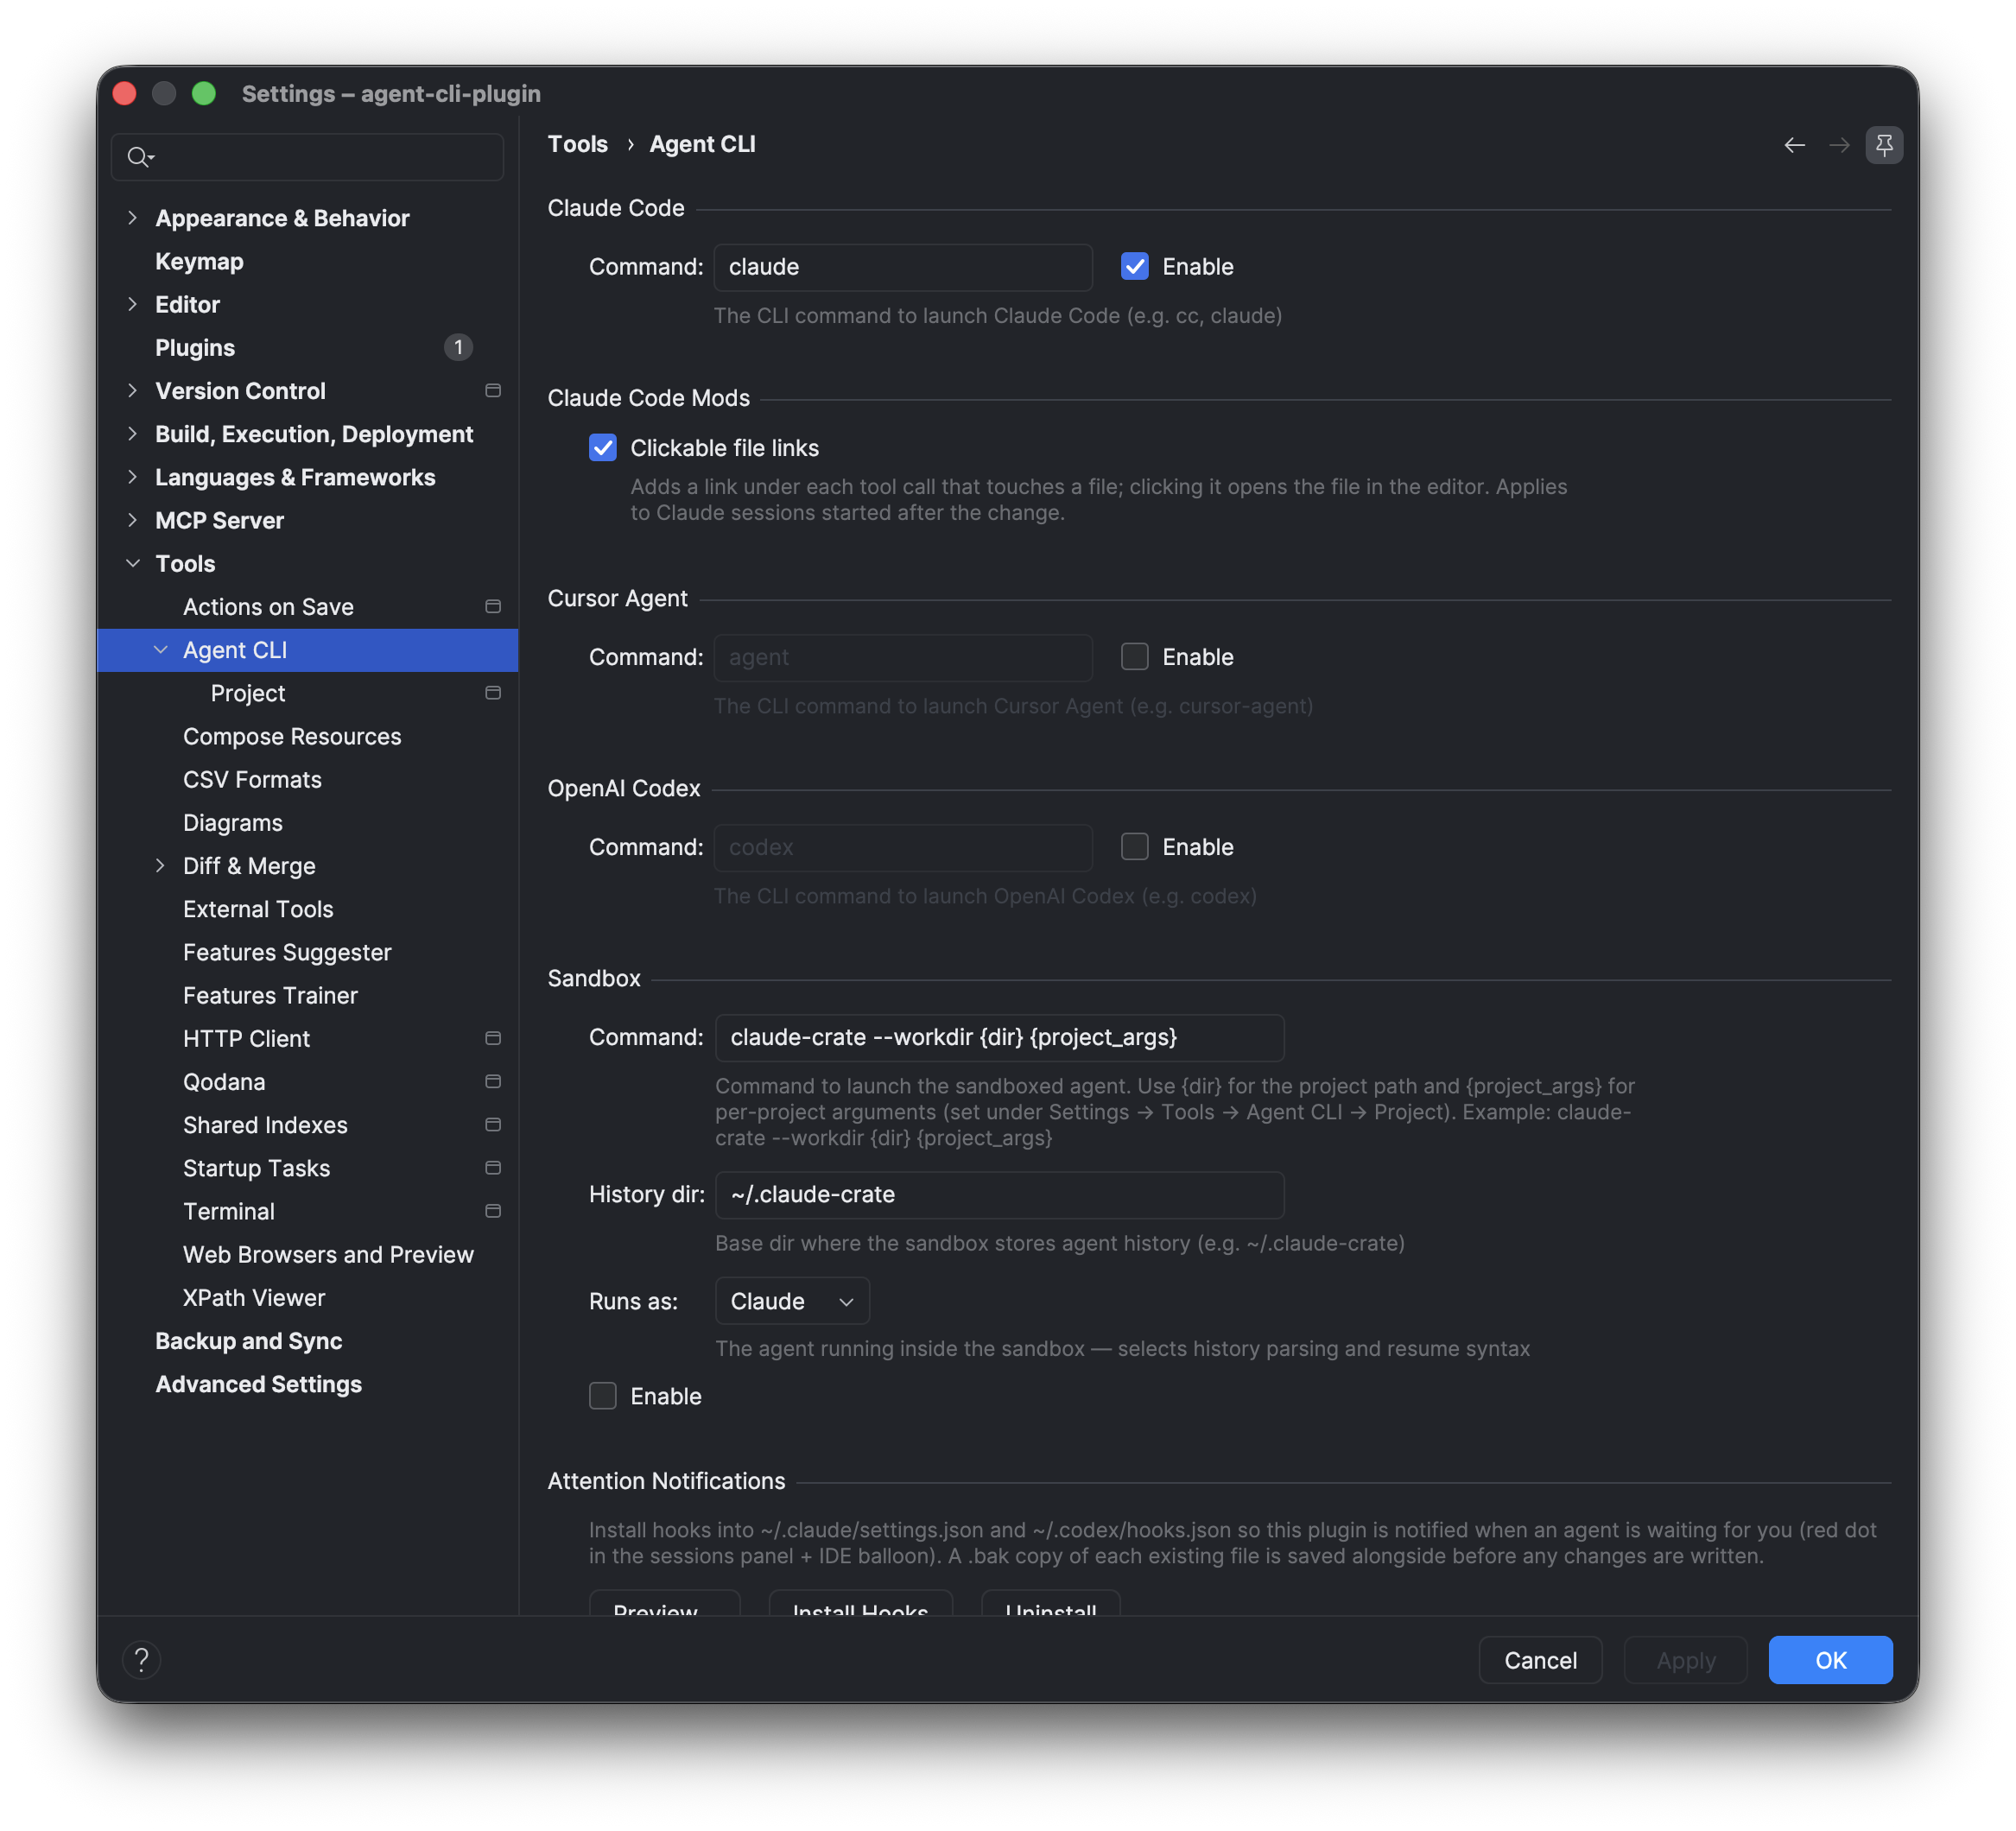 Settings – agent-cli-plugin
Appearance & Behavior
Keymap
Editor
Plugins 1
Version Control
Build, Execution, Deployment
Languages & Frameworks
MCP Server
Tools
Actions on Save
Agent CLI
Project
Compose Resources
CSV Formats
Diagrams
Diff & Merge
External Tools
Features Suggester
Features Trainer
HTTP Client
Qodana
Shared Indexes
Startup Tasks
Terminal
Web Browsers and Preview
XPath Viewer
Backup and Sync
Advanced Settings
Tools › Agent CLI
Claude Code
Command: claude Enable
The CLI command to launch Claude Code (e.g. cc, claude)
Claude Code Mods
Clickable file links
Adds a link under each tool call that touches a file; clicking it opens the file in the editor. Applies
to Claude sessions started after the change.
Cursor Agent
Command: agent Enable
The CLI command to launch Cursor Agent (e.g. cursor-agent)
OpenAI Codex
Command: codex Enable
The CLI command to launch OpenAI Codex (e.g. codex)
Sandbox
Command: claude-crate --workdir {dir} {project_args}
Command to launch the sandboxed agent. Use {dir} for the project path and {project_args} for
per-project arguments (set under Settings → Tools → Agent CLI → Project). Example: claude-
crate --workdir {dir} {project_args}
History dir: ~/.claude-crate
Base dir where the sandbox stores agent history (e.g. ~/.claude-crate)
Runs as: Claude
The agent running inside the sandbox — selects history parsing and resume syntax
Enable
Attention Notifications
Install hooks into ~/.claude/settings.json and ~/.codex/hooks.json so this plugin is notified when an agent is waiting for you (red dot
in the sessions panel + IDE balloon). A .bak copy of each existing file is saved alongside before any changes are written.
Preview Install Hooks Uninstall
? Cancel Apply OK